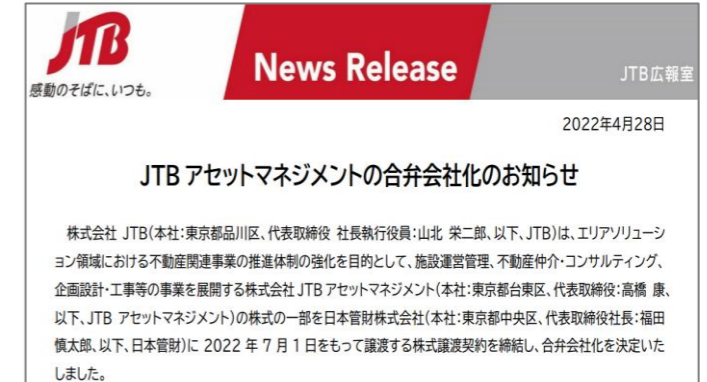 JTB
感動のそばに、いつも。
News Release
JTB広報室
2022年4月28日
JTB アセットマネジメントの合弁会社化のお知らせ
株式会社 JTB(本社:東京都品川区、代表取締役 社長執行役員:山北 栄二郎、以下、JTB)は、エリアソリューシ
ョン領域における不動産関連事業の推進体制の強化を目的として、施設運営管理、不動産仲介・コンサルティング、
企画設計・工事等の事業を展開する株式会社 JTB アセットマネジメント(本社:東京都台東区、代表取締役:高橋 康、
以下、JTB アセットマネジメント)の株式の一部を日本管財株式会社(本社:東京都中央区、代表取締役社長:福田
慎太郎、以下、日本管財)に 2022 年 7 月 1 日をもって譲渡する株式譲渡契約を締結し、合弁会社化を決定いた
しました。